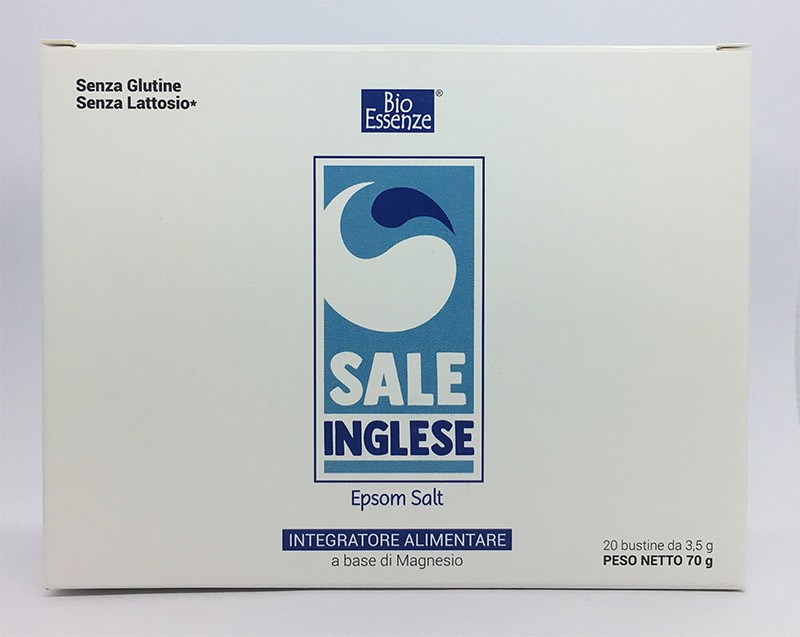 Senza Glutine
Senza Lattosio*
Bio
Essenze®
SALE
INGLESE
Epsom Salt
INTEGRATORE ALIMENTARE
a base di Magnesio
20 bustine da 3,5 g
PESO NETTO 70 g